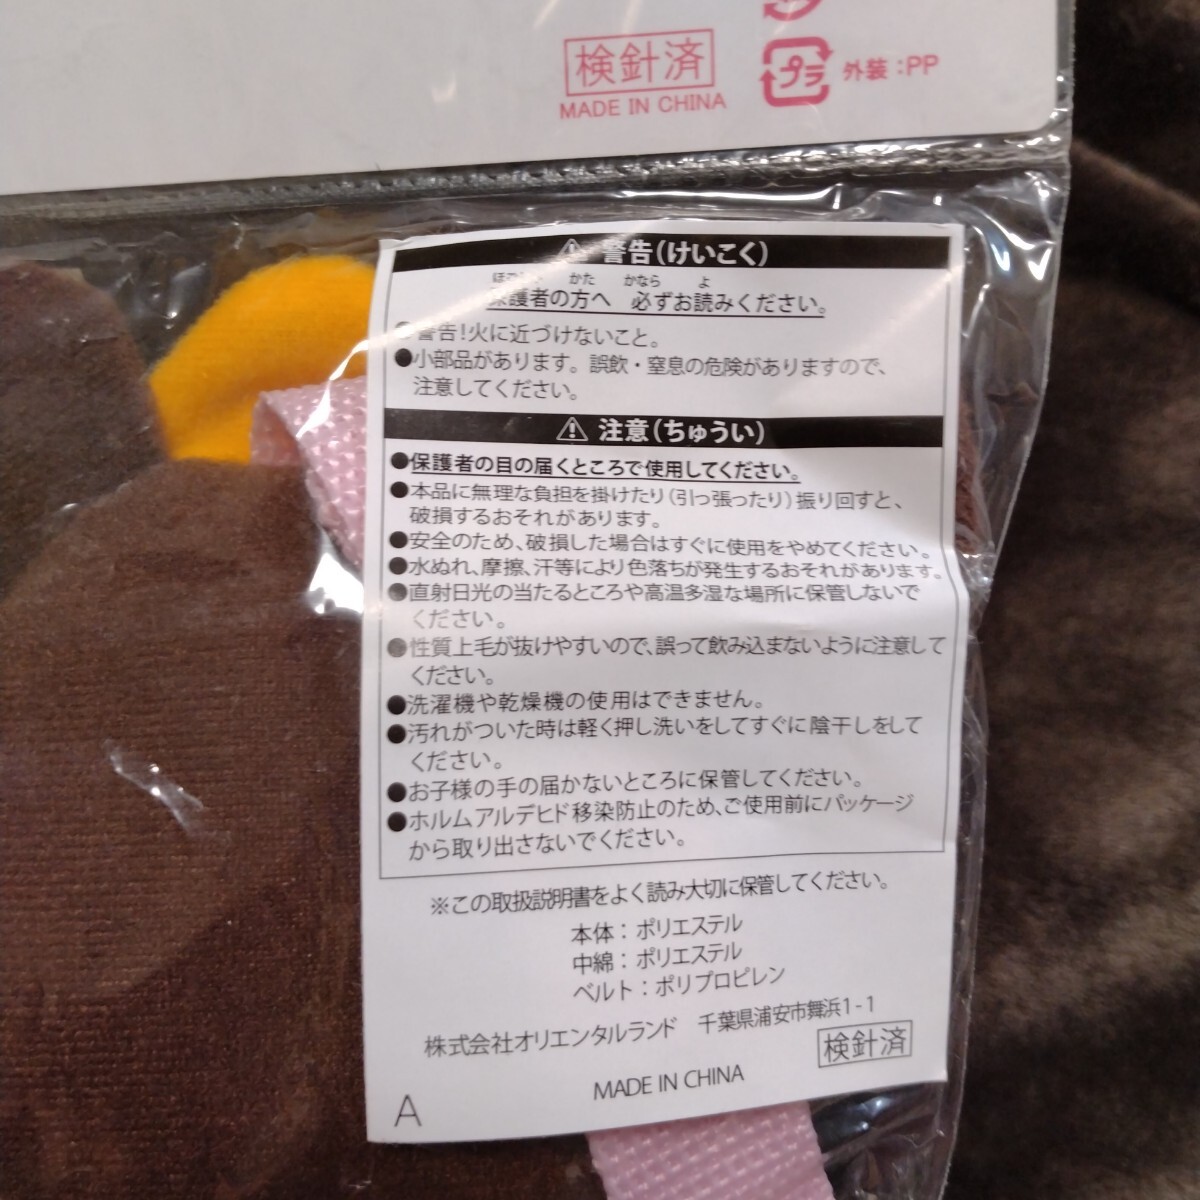 検針済
MADE IN CHINA
プラ
外装:PP
警告(けいこく)
かた かなら よ
保護者の方へ 必ずお読みください。
●警告!火に近づけないこと。
●小部品があります。誤飲・窒息の危険がありますので、
注意してください。
注意(ちゅうい)
●保護者の目の届くところで使用してください。
●本品に無理な負担を掛けたり(引っ張ったり)振り回すと、
破損するおそれがあります。
●安全のため、破損した場合はすぐに使用をやめてください。
●水ぬれ、摩擦、汗等により色落ちが発生するおそれがあります。
●直射日光の当たるところや高温多湿な場所に保管しないで
ください。
●性質上毛が抜けやすいので、誤って飲み込まないように注意して
ください。
●洗濯機や乾燥機の使用はできません。
●汚れがついた時は軽く押し洗いをしてすぐに陰干しをして
ください。
●お子様の手の届かないところに保管してください。
●ホルムアルデヒド移染防止のため、ご使用前にパッケージ
から取り出さないでください。
※この取扱説明書をよく読み大切に保管してください。
本体:ポリエステル
中綿:ポリエステル
ベルト:ポリプロピレン
株式会社オリエンタルランド 千葉県浦安市舞浜1-1
検針済
MADE IN CHINA
A